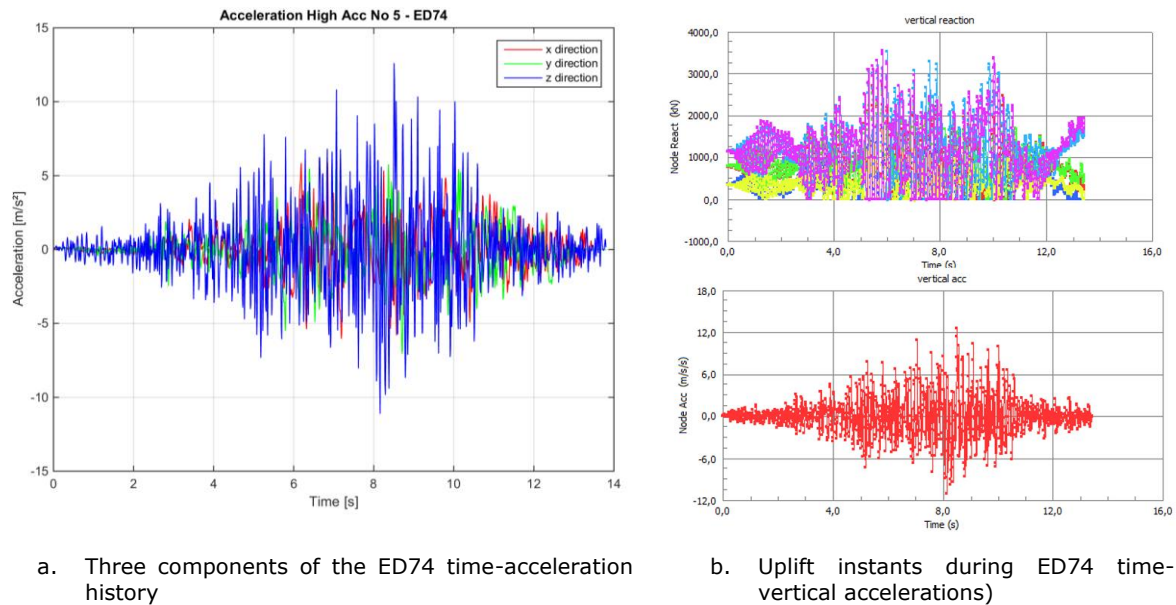 Acceleration High Acc No 5 - ED74
15
10
5
0
-5
-10
-15
Acceleration [m/s²]
x direction
y direction
z direction
0
2
4
6
8
10
12
14
Time [s]
vertical reaction
4000,0
3000,0
2000,0
1000,0
0,0
-1000,0
Node React (kN)
0,0
4,0
8,0
12,0
16,0
Time (s)
vertical acc
18,0
12,0
6,0
0,0
-6,0
-12,0
Node Acc (m/s/s)
0,0
4,0
8,0
12,0
16,0
Time (s)
a. Three components of the ED74 time-acceleration
history
b. Uplift instants during ED74 time-
vertical accelerations)